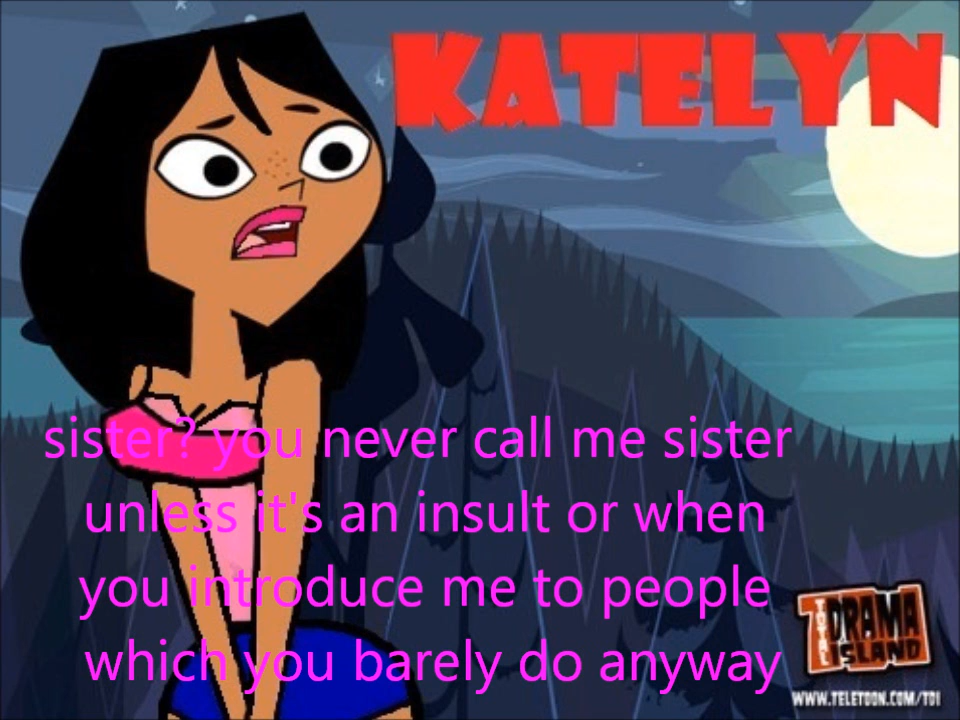 KATELYN
sister? you never call me sister
unless it's an insult or when
you introduce me to people
which you barely do anyway
TOTAL
DRAMA
ISLAND
WWW.TELETOON.COM/TDI